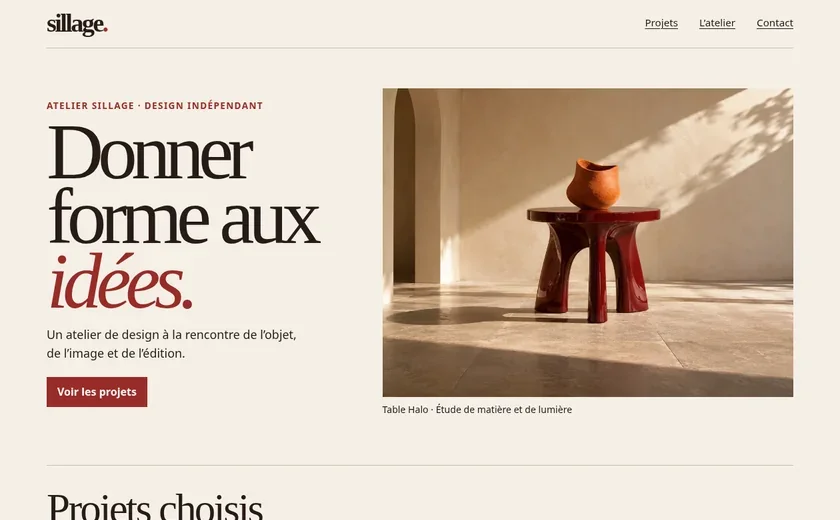 sillage.
Projets
L'atelier
Contact
ATELIER SILLAGE · DESIGN INDÉPENDANT
Donner
forme aux
idées.
Un atelier de design à la rencontre de l’objet,
de l’image et de l’édition.
Voir les projets
Table Halo · Étude de matière et de lumière
Projets choisis